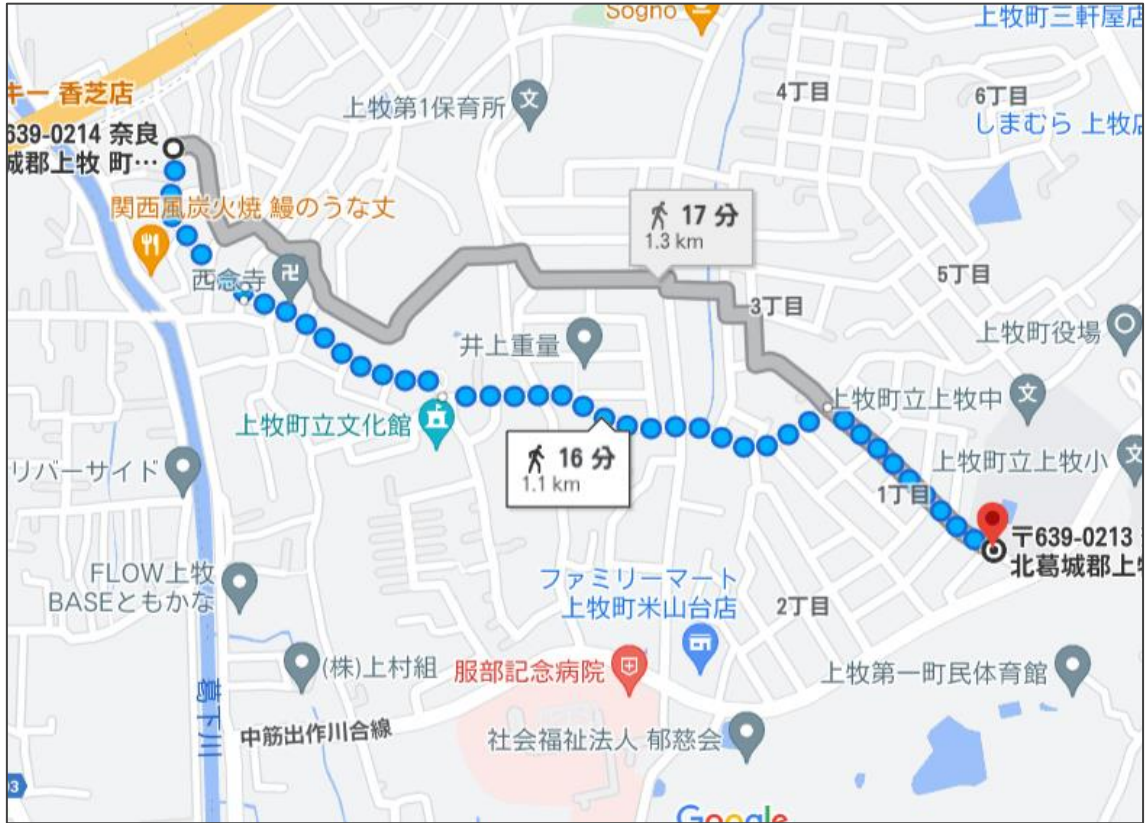 Sogno
上牧町三軒屋店
キー 香芝店
上牧第1保育所
4丁目
6丁目
しまむら 上牧店
639-0214 奈良
城郡上牧 町…
関西風炭火焼 鰻のうな丈
17 分
1.3 km
西念寺
5丁目
3丁目
上牧町役場
井上重量
上牧町立上牧中
上牧町立文化館
16 分
1.1 km
上牧町立上牧小
リバーサイド
1丁目
〒639-0213
北葛城郡上牧
FLOW上牧
BASEともかな
ファミリーマート
上牧町米山台店
2丁目
(株)上村組
服部記念病院
上牧第一町民体育館
葛下川
中筋出作川合線
社会福祉法人 郁慈会
03
Google